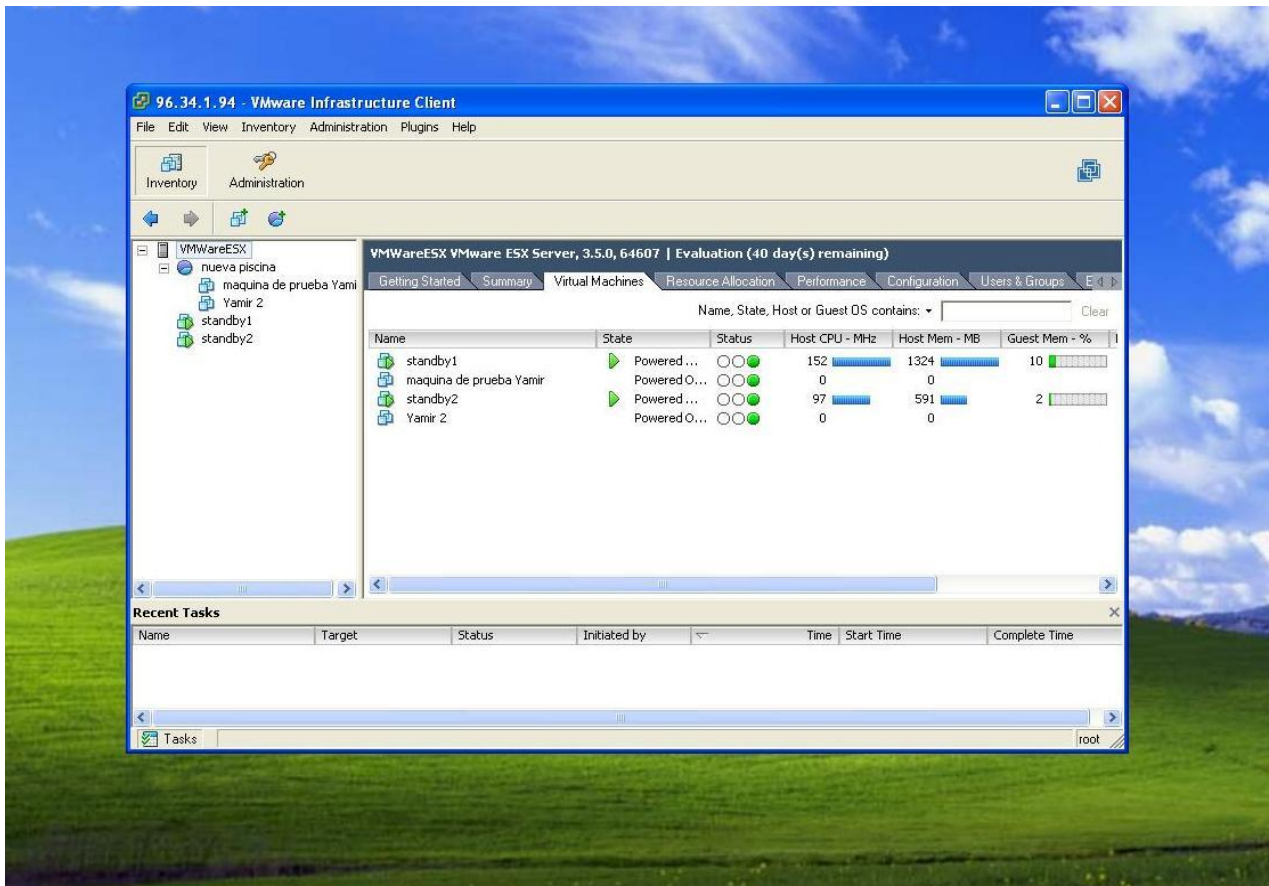 96.34.1.94 - VMware Infrastructure Client
File Edit View Inventory Administration Plugins Help
Inventory Administration
VMWareESX
nueva piscina
maquina de prueba Yami
Yamir 2
standby1
standby2
VMWareESX VMware ESX Server, 3.5.0, 64607 | Evaluation (40 day(s) remaining)
Getting Started Summary Virtual Machines Resource Allocation Performance Configuration Users & Groups E
Name, State, Host or Guest OS contains: Clear
Name State Status Host CPU - MHz Host Mem - MB Guest Mem - %
standby1 Powered ... 152 1324 10
maquina de prueba Yamir Powered O... 0 0
standby2 Powered ... 97 591 2
Yamir 2 Powered O... 0 0
Recent Tasks
Name Target Status Initiated by Time Start Time Complete Time
Tasks root